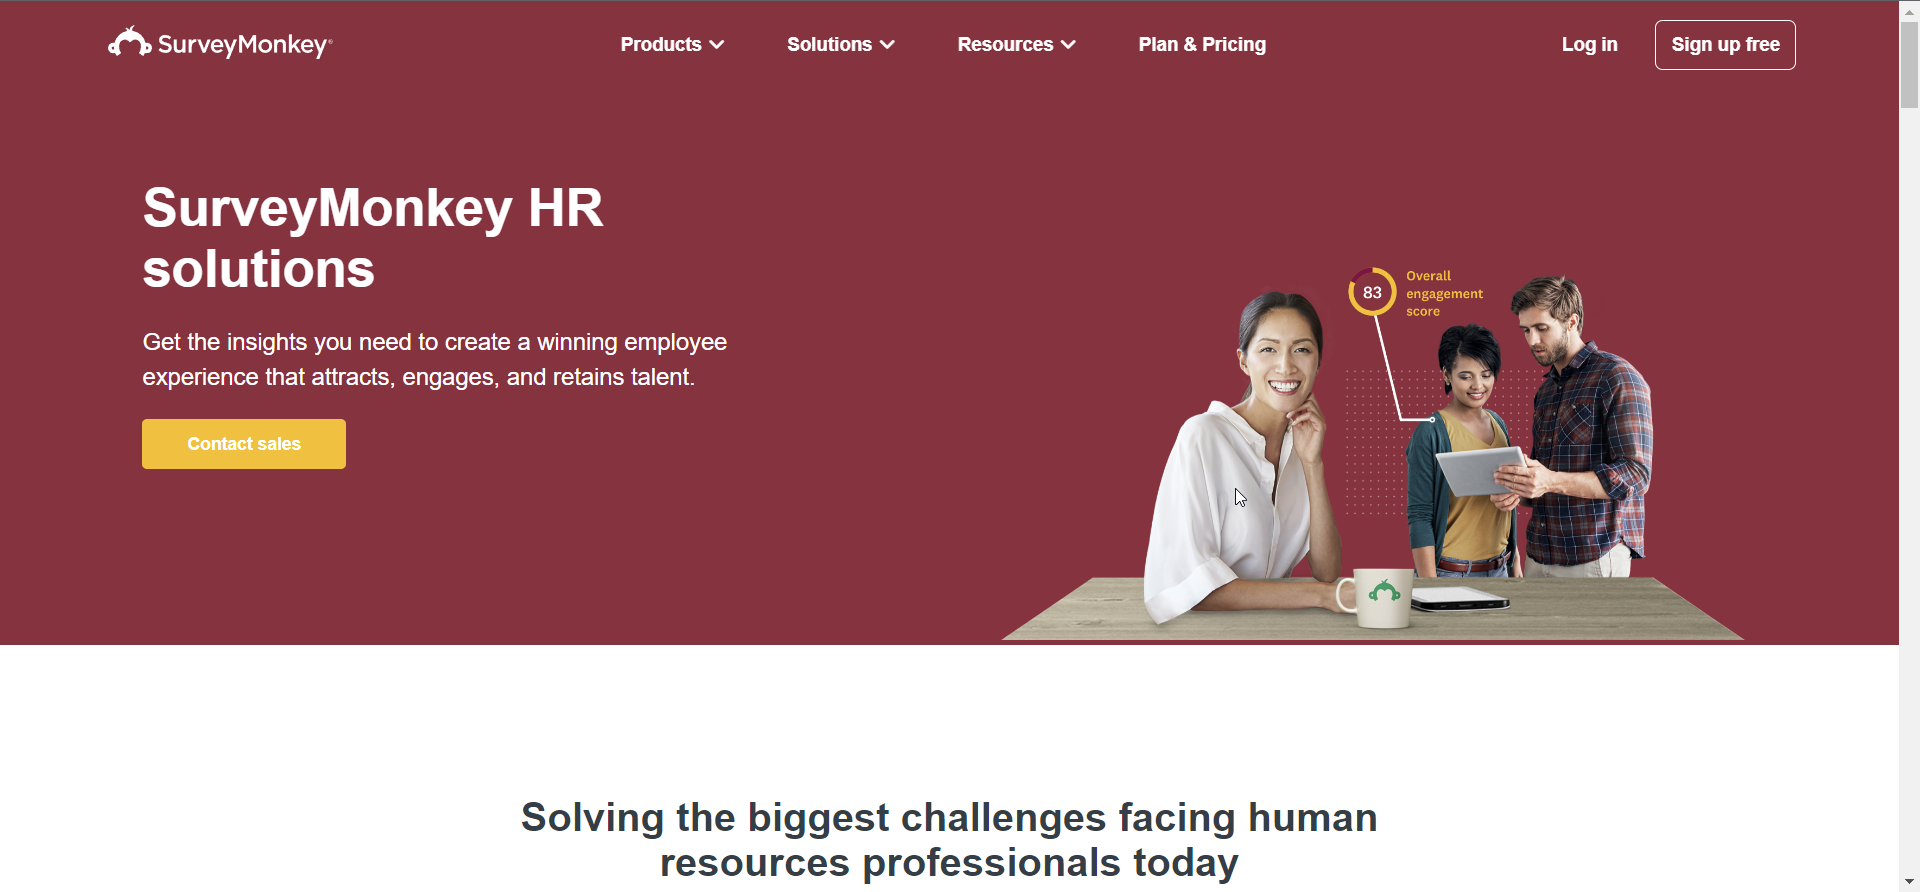 SurveyMonkey®
Products
Solutions
Resources
Plan & Pricing
Log in
Sign up free
SurveyMonkey HR
solutions
Get the insights you need to create a winning employee
experience that attracts, engages, and retains talent.
Contact sales
83
Overall
engagement
score
Solving the biggest challenges facing human
resources professionals today